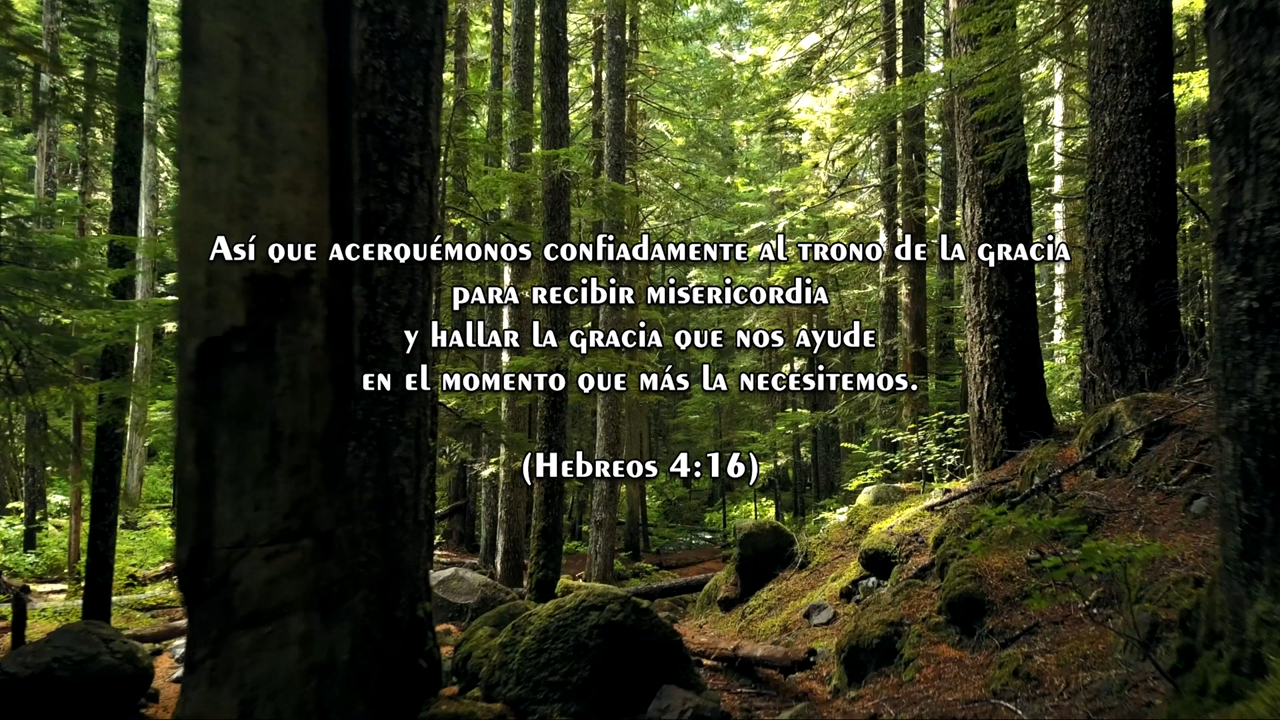 Así que acerquémonos confiadamente al trono de la gracia
para recibir misericordia
y hallar la gracia que nos ayude
en el momento que más la necesitemos.
(Hebreos 4:16)